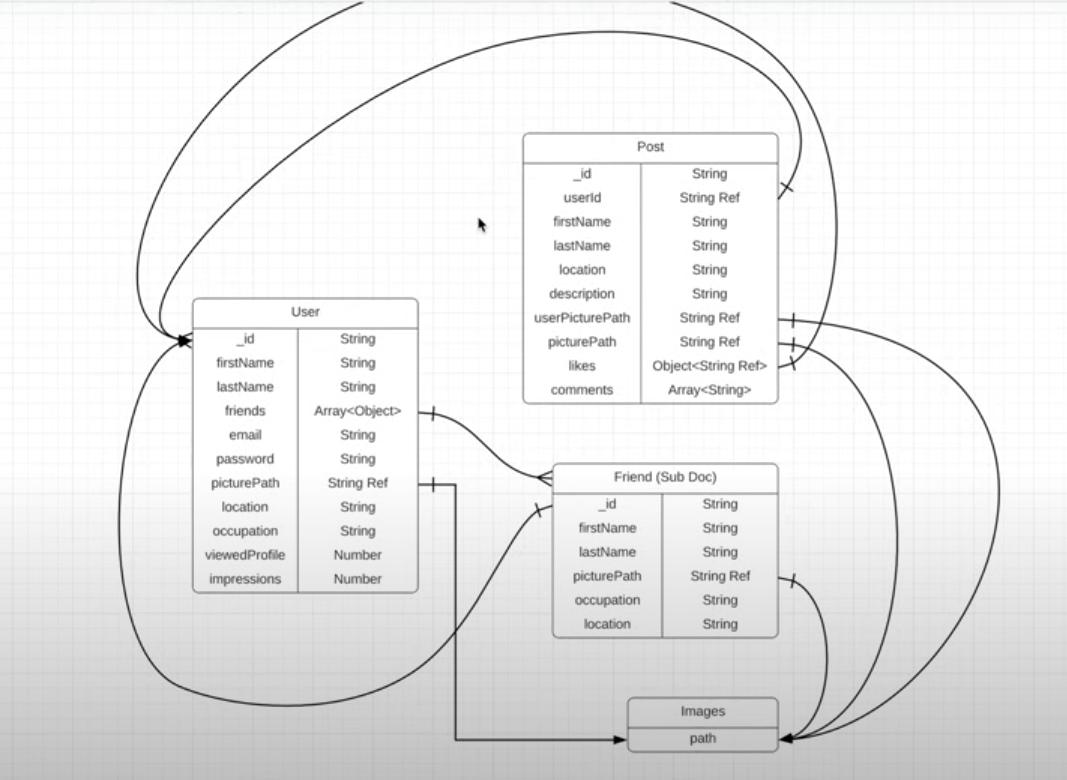 Post
_id String
userId String Ref
firstName String
lastName String
location String
description String
userPicturePath String Ref
picturePath String Ref
likes Object<String Ref>
comments Array<String>
User
_id String
firstName String
lastName String
friends Array<Object>
email String
password String
picturePath String Ref
location String
occupation String
viewedProfile Number
impressions Number
Friend (Sub Doc)
_id String
firstName String
lastName String
picturePath String Ref
occupation String
location String
Images
path